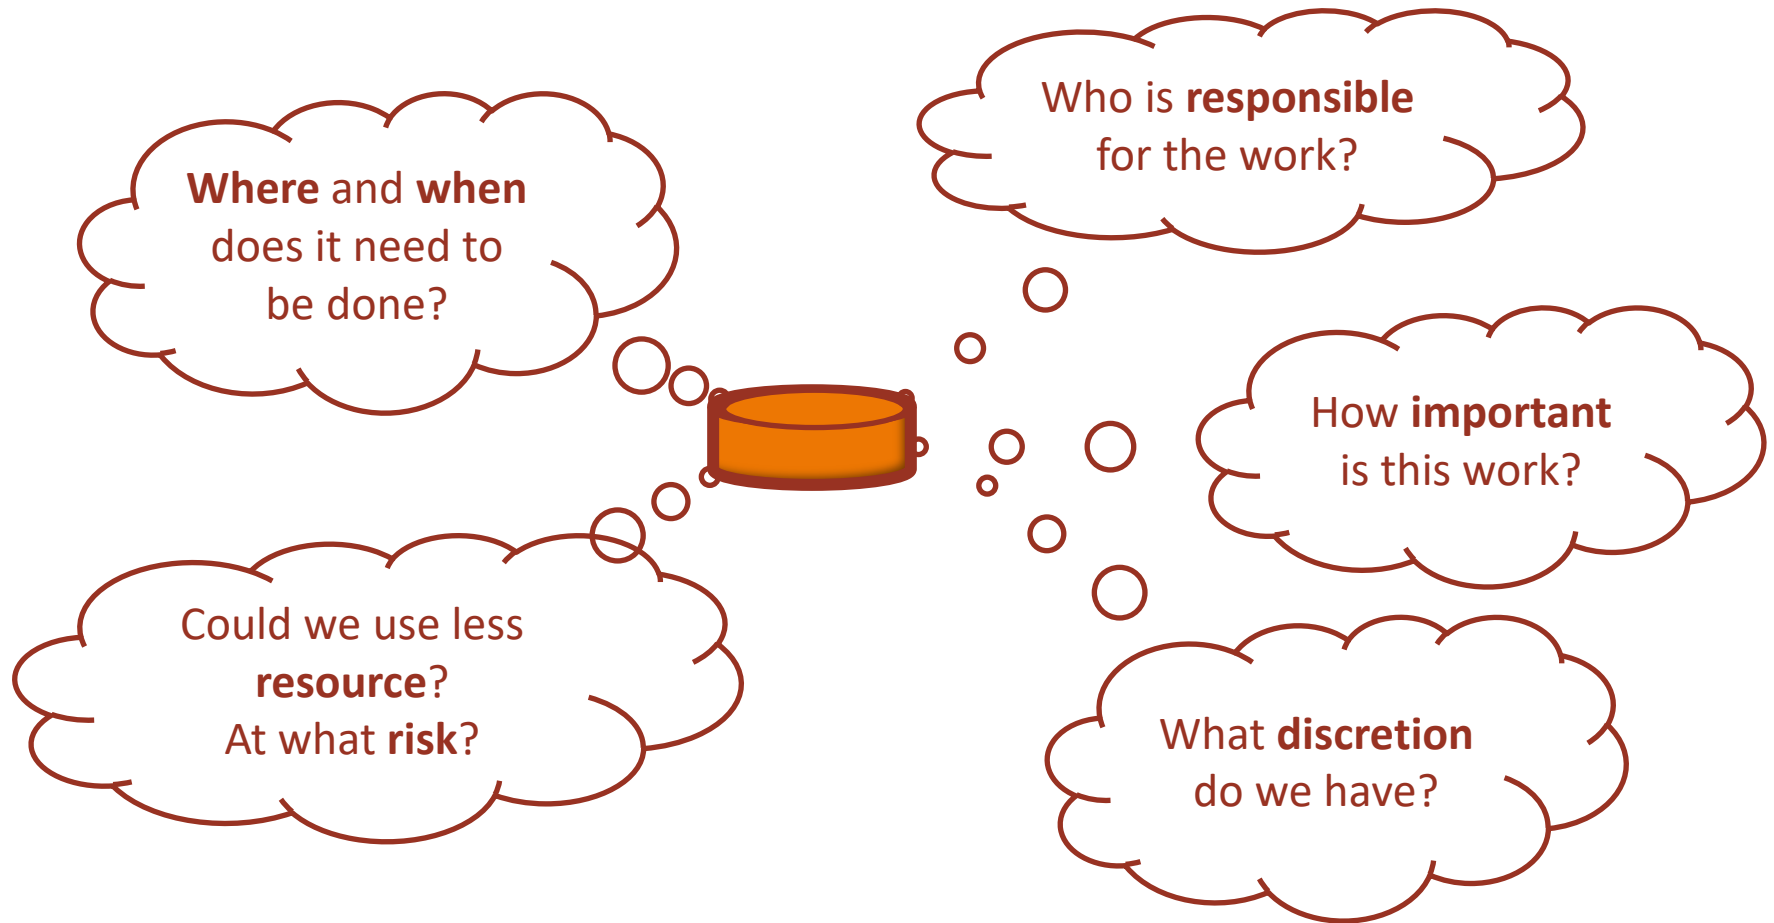 Where and when
does it need to
be done?
Who is responsible
for the work?
How important
is this work?
Could we use less
resource?
At what risk?
What discretion
do we have?